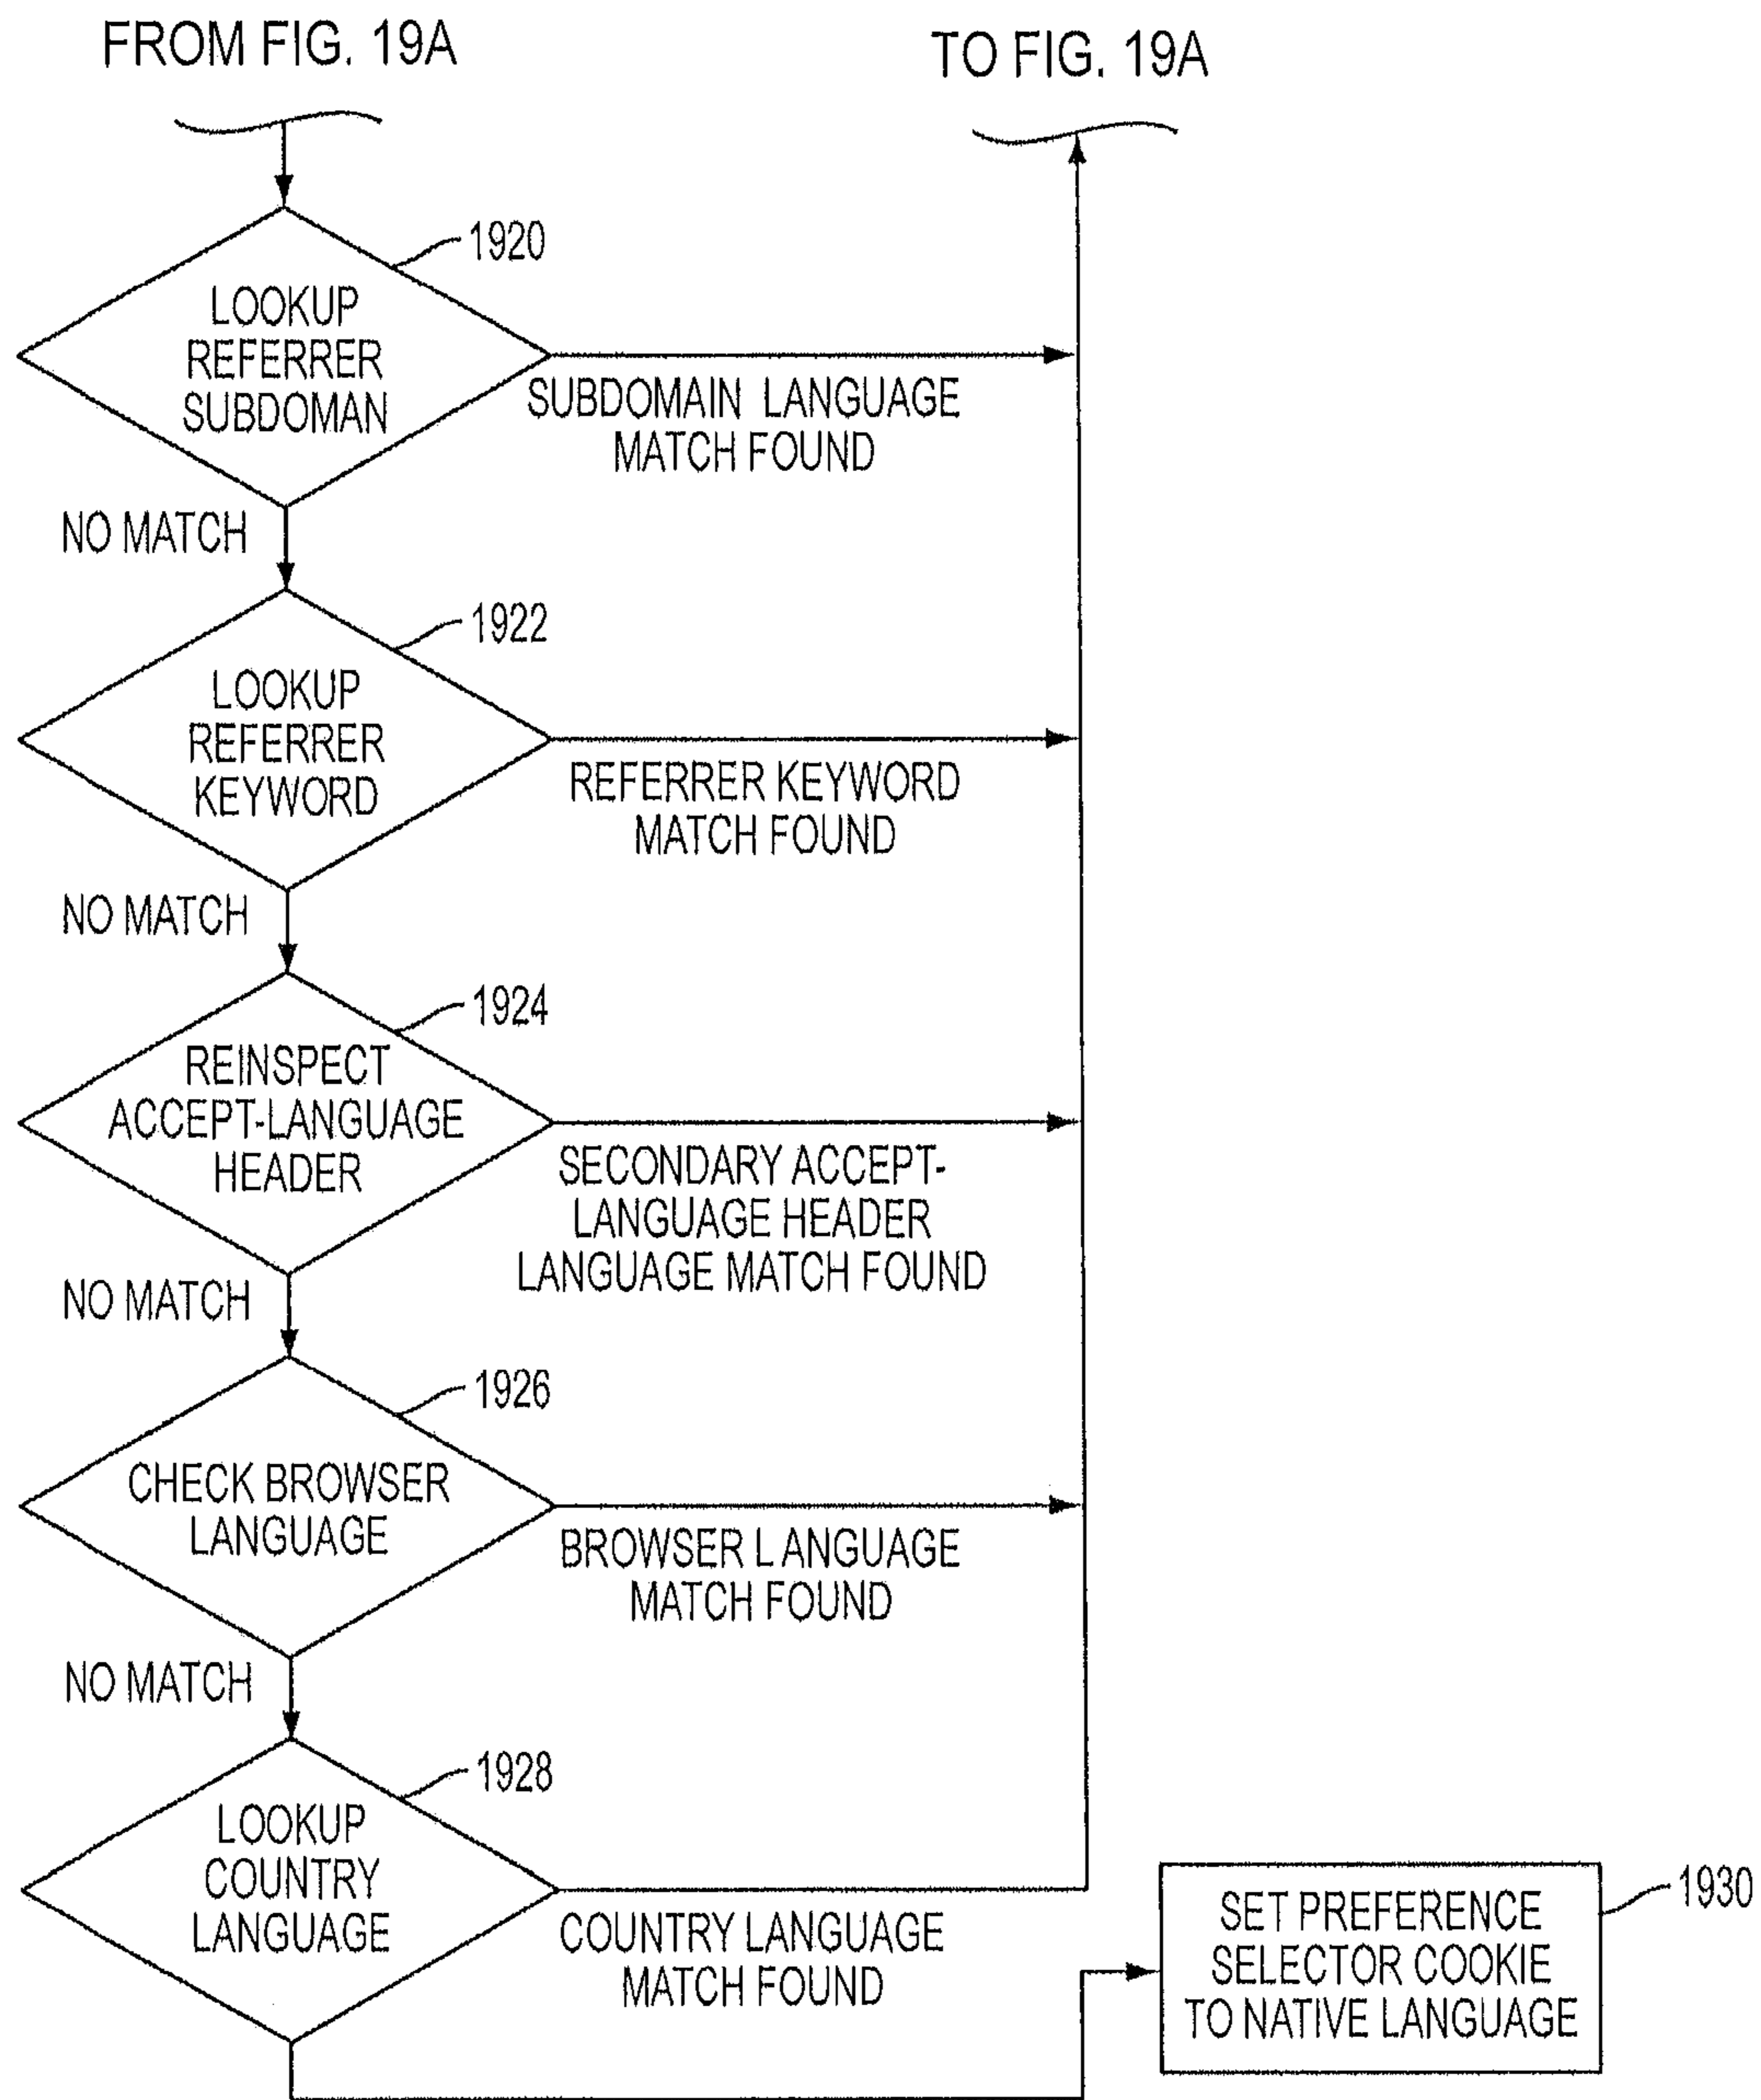 FROM FIG. 19A
TO FIG. 19A
1920
LOOKUP
REFERRER
SUBDOMAN
SUBDOMAIN LANGUAGE
MATCH FOUND
NO MATCH
1922
LOOKUP
REFERRER
KEYWORD
REFERRER KEYWORD
MATCH FOUND
NO MATCH
1924
REINSPECT
ACCEPT-LANGUAGE
HEADER
SECONDARY ACCEPT-
LANGUAGE HEADER
LANGUAGE MATCH FOUND
NO MATCH
1926
CHECK BROWSER
LANGUAGE
BROWSER LANGUAGE
MATCH FOUND
NO MATCH
1928
LOOKUP
COUNTRY
LANGUAGE
COUNTRY LANGUAGE
MATCH FOUND
1930
SET PREFERENCE
SELECTOR COOKIE
TO NATIVE LANGUAGE